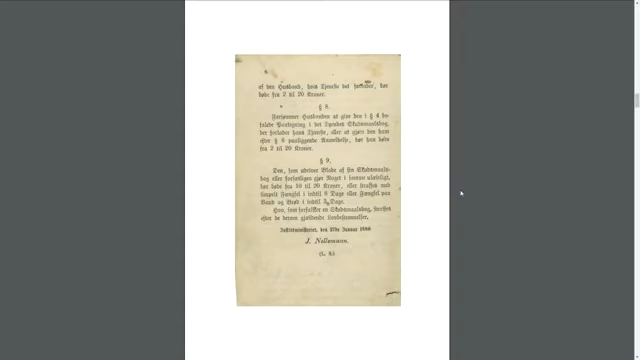 af den Husbond, hvis Tjeneste det forlader, bør
bøde fra 2 til 20 Kroner.
§ 8.
Forsømmer Husbonden at give den i § 4 be-
falede Paategning i det Tyendes Skudsmaalsbog,
der forlader hans Tjeneste, eller at gjøre den ham
efter § 6 paaliggende Anmeldelse, bør han bøde
fra 2 til 20 Kroner.
§ 9.
Den, som udriver Blade af sin Skudsmaals-
bog eller forsætligen gjør Noget i samme ulæseligt,
bør bøde fra 10 til 20 Kroner, eller straffes med
simpelt Fængsel i indtil 8 Dage eller Fængsel paa
Vand og Brød i indtil Dage.
Hvo, som forfalsker en Skudsmaalsbog, straffes
efter de derom gjældende Lovbestemmelser.
Justitsministeriet, den 27de Januar 1886
J. Nellemann.
(L. S.)